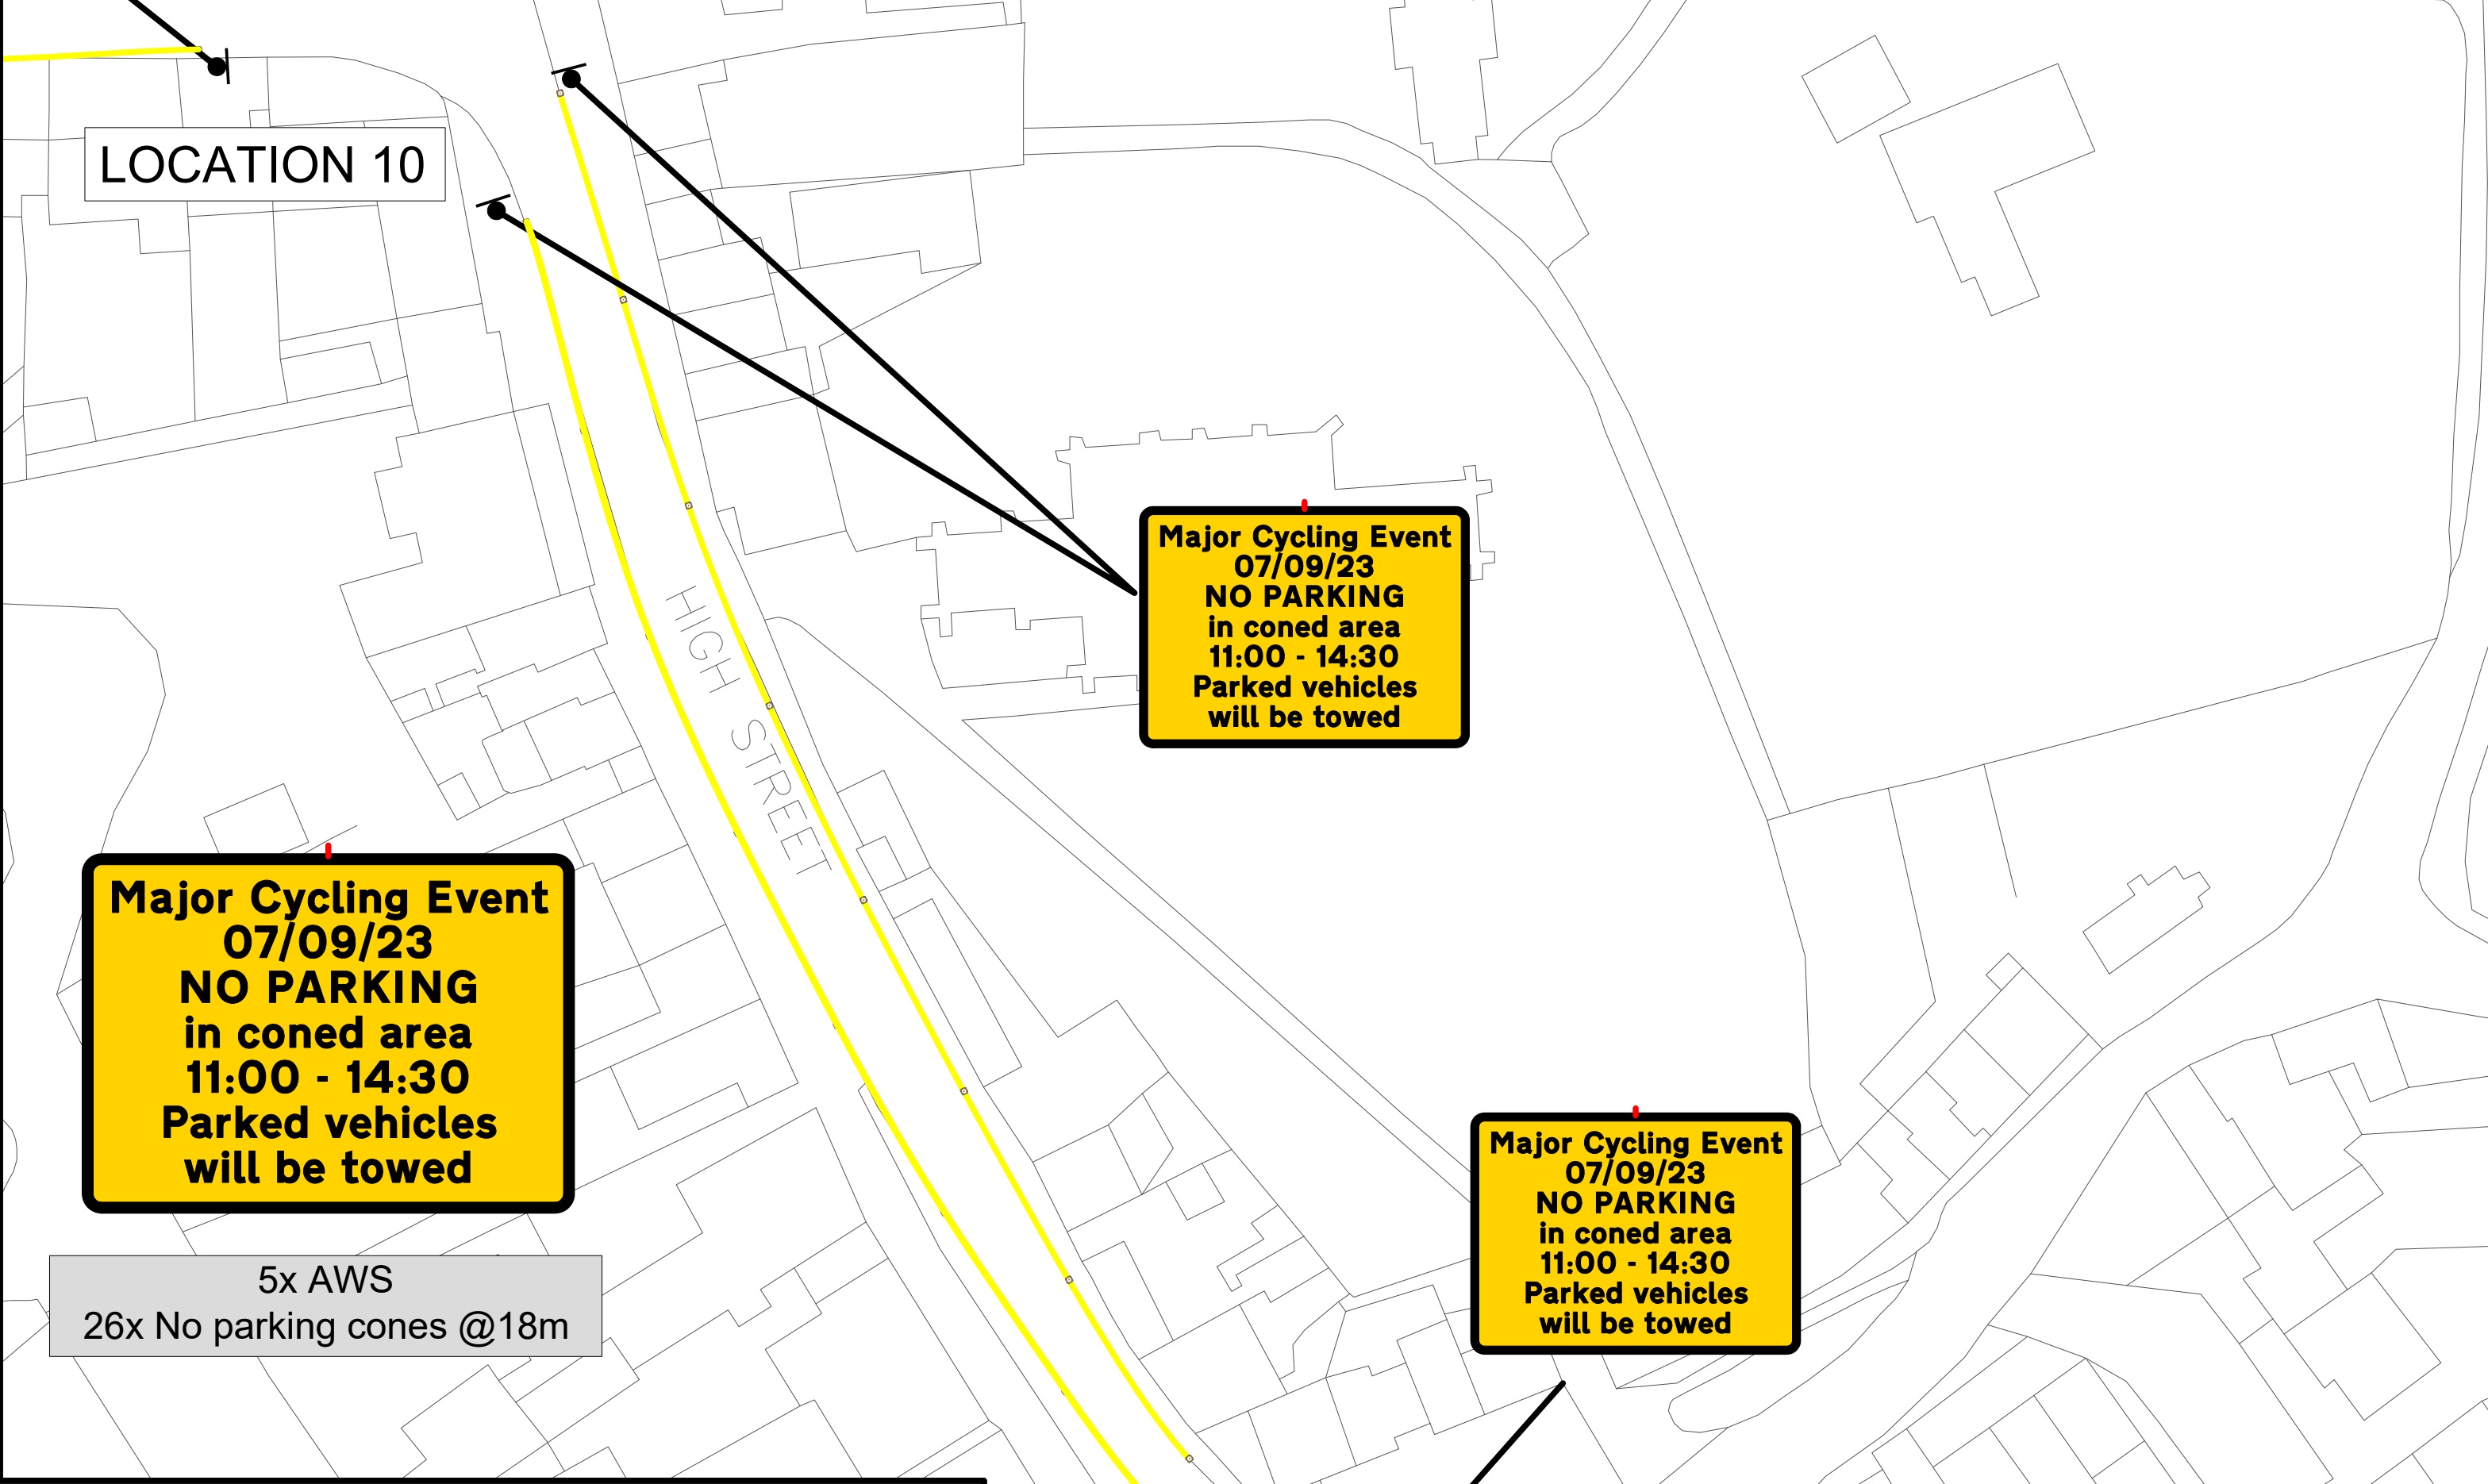 LOCATION 10
Major Cycling Event
07/09/23
NO PARKING
in coned area
11:00 - 14:30
Parked vehicles
will be towed
HIGH STREET
Major Cycling Event
07/09/23
NO PARKING
in coned area
11:00 - 14:30
Parked vehicles
will be towed
Major Cycling Event
07/09/23
NO PARKING
in coned area
11:00 - 14:30
Parked vehicles
will be towed
5x AWS
26x No parking cones @18m